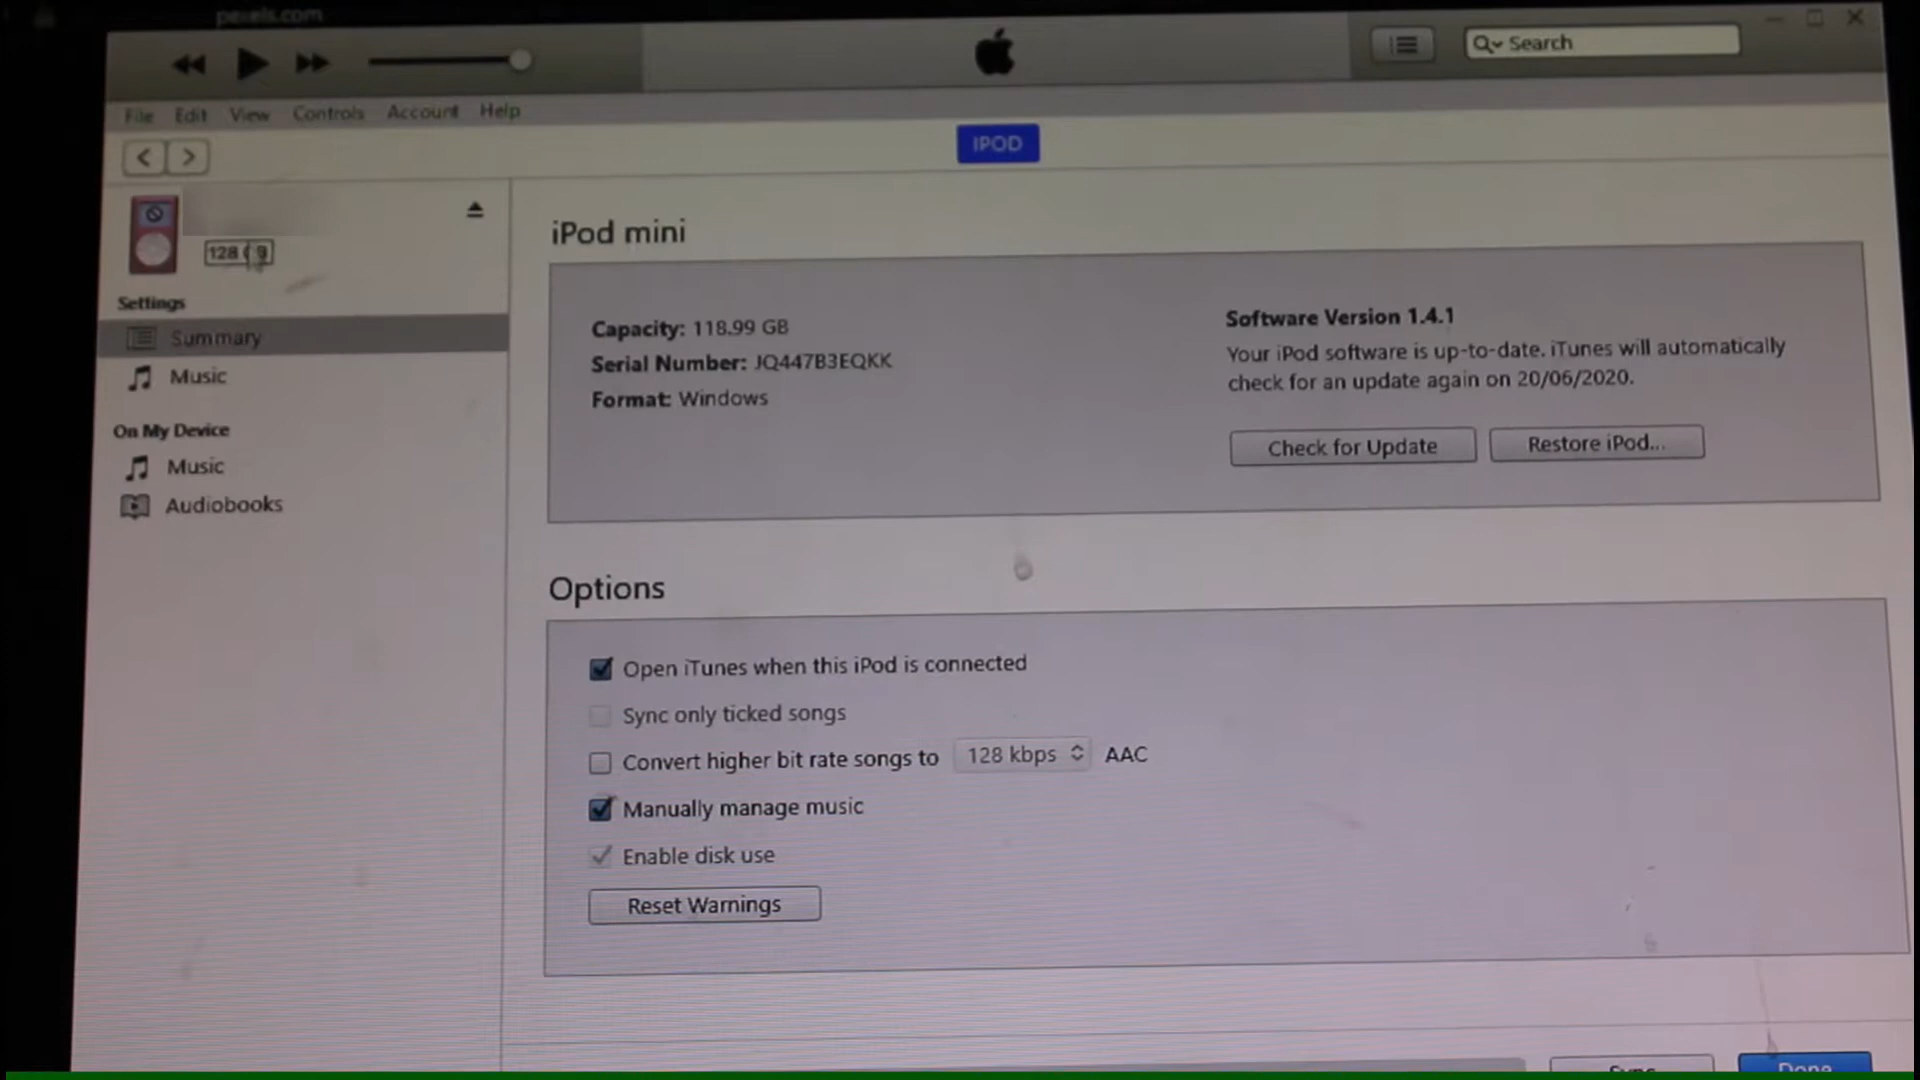 pexels.com
Search
File Edit View Controls Account Help
IPOD
Settings
Summary
Music
On My Device
Music
Audiobooks
iPod mini
Capacity: 118.99 GB
Serial Number: JQ447B3EQKK
Format: Windows
Software Version 1.4.1
Your iPod software is up-to-date. iTunes will automatically
check for an update again on 20/06/2020.
Check for Update Restore iPod...
Options
Open iTunes when this iPod is connected
Sync only ticked songs
Convert higher bit rate songs to 128 kbps AAC
Manually manage music
Enable disk use
Reset Warnings
Sync Done